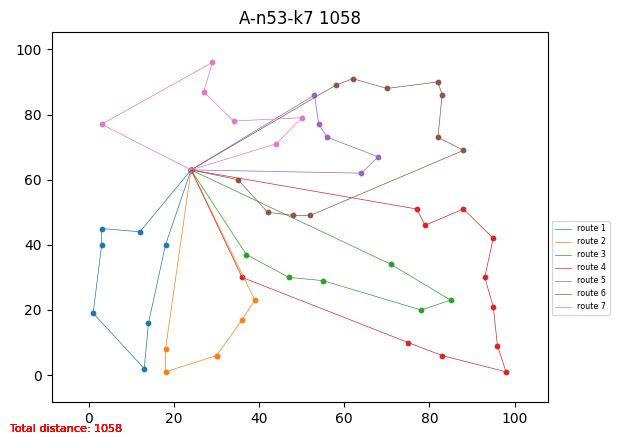 A-n53-k7 1058
100
80
60
40
20
0
0 20 40 60 80 100
route 1
route 2
route 3
route 4
route 5
route 6
route 7
Total distance: 1058